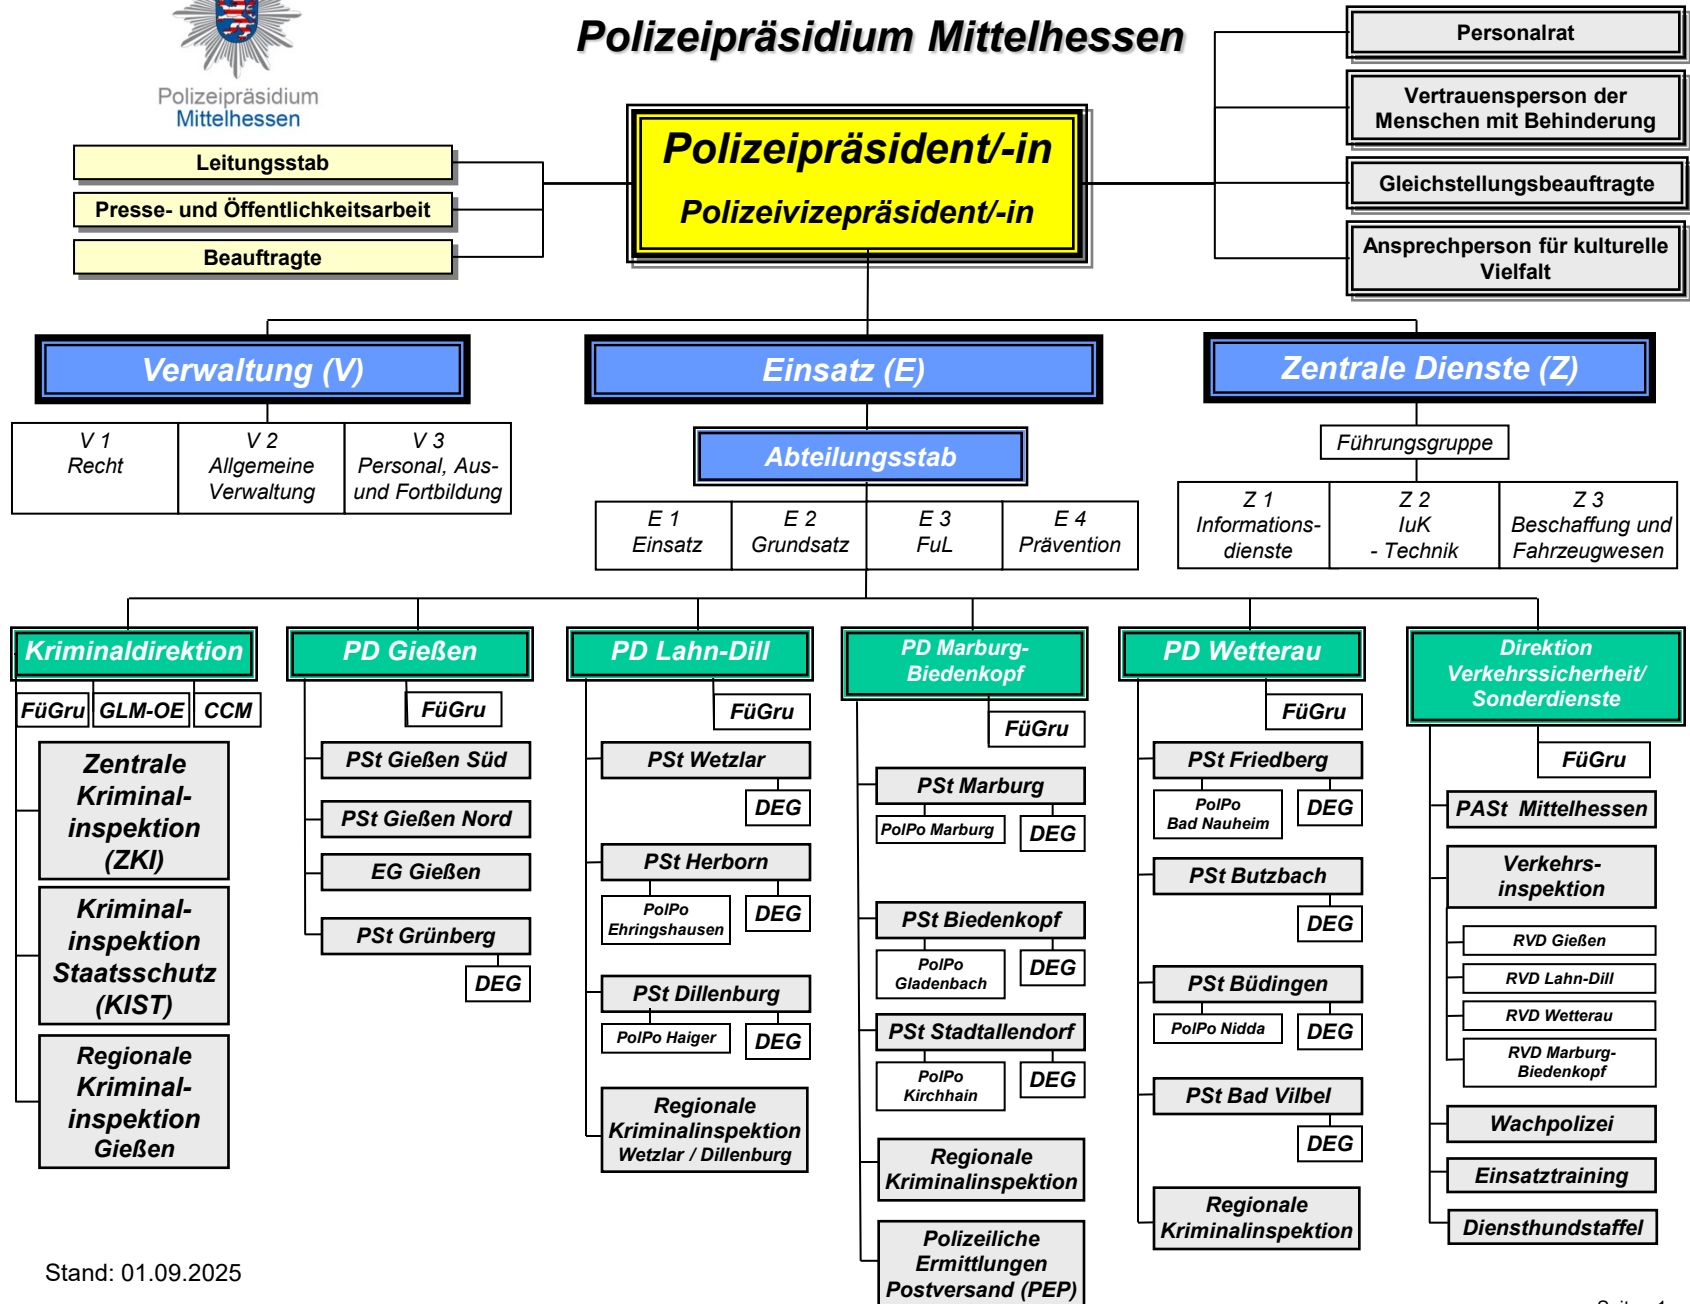 Polizeipräsidium Mittelhessen
Polizeipräsidium
Mittelhessen
Leitungsstab
Presse- und Öffentlichkeitsarbeit
Beauftragte
Polizeipräsident/-in
Polizeivizepräsident/-in
Personalrat
Vertrauensperson der
Menschen mit Behinderung
Gleichstellungsbeauftragte
Ansprechperson für kulturelle
Vielfalt
Verwaltung (V)
V 1
Recht
V 2
Allgemeine
Verwaltung
V 3
Personal, Aus-
und Fortbildung
Einsatz (E)
Abteilungsstab
E 1
Einsatz
E 2
Grundsatz
E 3
FuL
E 4
Prävention
Zentrale Dienste (Z)
Führungsgruppe
Z 1
Informations-
dienste
Z 2
IuK
- Technik
Z 3
Beschaffung und
Fahrzeugwesen
Kriminaldirektion
FüGru
GLM-OE
CCM
Zentrale
Kriminal-
inspektion
(ZKI)
Kriminal-
inspektion
Staatsschutz
(KIST)
Regionale
Kriminal-
inspektion
Gießen
PD Gießen
FüGru
PSt Gießen Süd
PSt Gießen Nord
EG Gießen
PSt Grünberg
DEG
PD Lahn-Dill
FüGru
PSt Wetzlar
DEG
PSt Herborn
PolPo
Ehringshausen
DEG
PSt Dillenburg
PolPo Haiger
DEG
Regionale
Kriminalinspektion
Wetzlar / Dillenburg
PD Marburg-
Biedenkopf
FüGru
PSt Marburg
PolPo Marburg
DEG
PSt Biedenkopf
PolPo
Gladenbach
DEG
PSt Stadtallendorf
PolPo
Kirchhain
DEG
Regionale
Kriminalinspektion
Polizeiliche
Ermittlungen
Postversand (PEP)
PD Wetterau
FüGru
PSt Friedberg
PolPo
Bad Nauheim
DEG
PSt Butzbach
DEG
PSt Büdingen
PolPo Nidda
DEG
PSt Bad Vilbel
DEG
Regionale
Kriminalinspektion
Direktion
Verkehrssicherheit/
Sonderdienste
FüGru
PASt Mittelhessen
Verkehrs-
inspektion
RVD Gießen
RVD Lahn-Dill
RVD Wetterau
RVD Marburg-
Biedenkopf
Wachpolizei
Einsatztraining
Diensthundstaffel
Stand: 01.09.2025